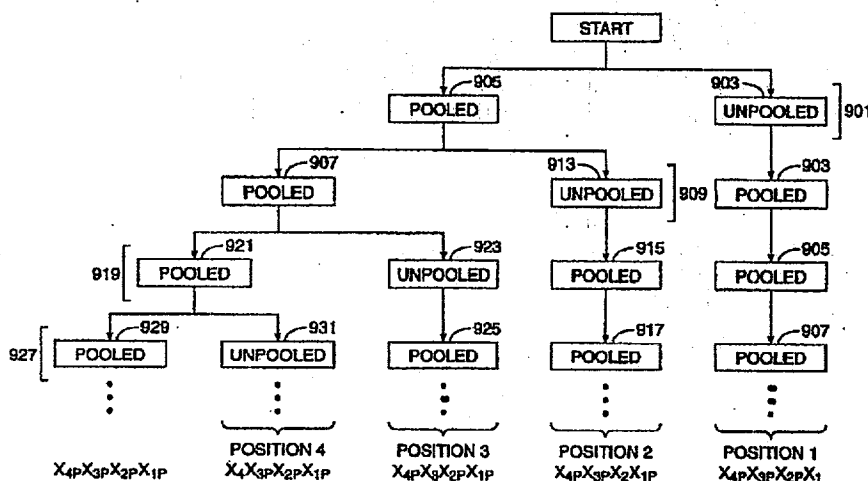 START
905 903
POOLED UNPOOLED 901
907 913 903
POOLED UNPOOLED 909 POOLED
921 923 915 905
919 POOLED UNPOOLED POOLED POOLED
929 931 925 917 907
927 POOLED UNPOOLED POOLED POOLED POOLED
POSITION 4 POSITION 3 POSITION 2 POSITION 1
X4PX3PX2PX1P X4X3PX2PX1P X4PX3X2PX1P X4PX3PX2X1P X4PX3PX2PX1